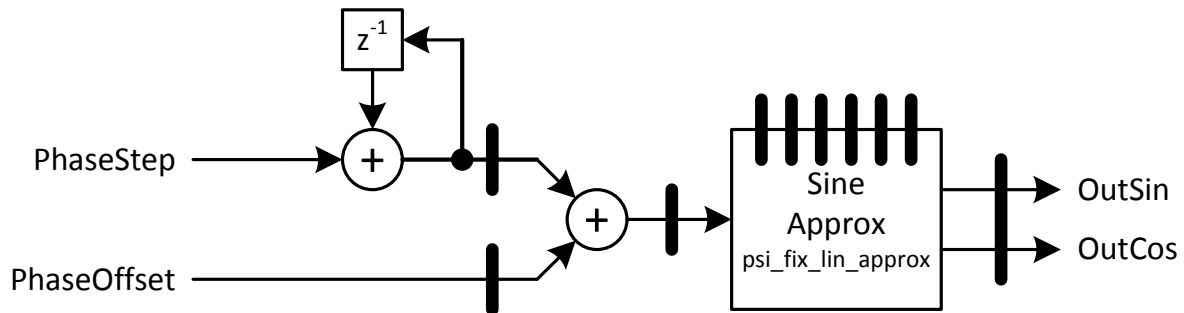 z⁻¹
PhaseStep
+
+
PhaseOffset
Sine
Approx
psi_fix_lin_approx
OutSin
OutCos